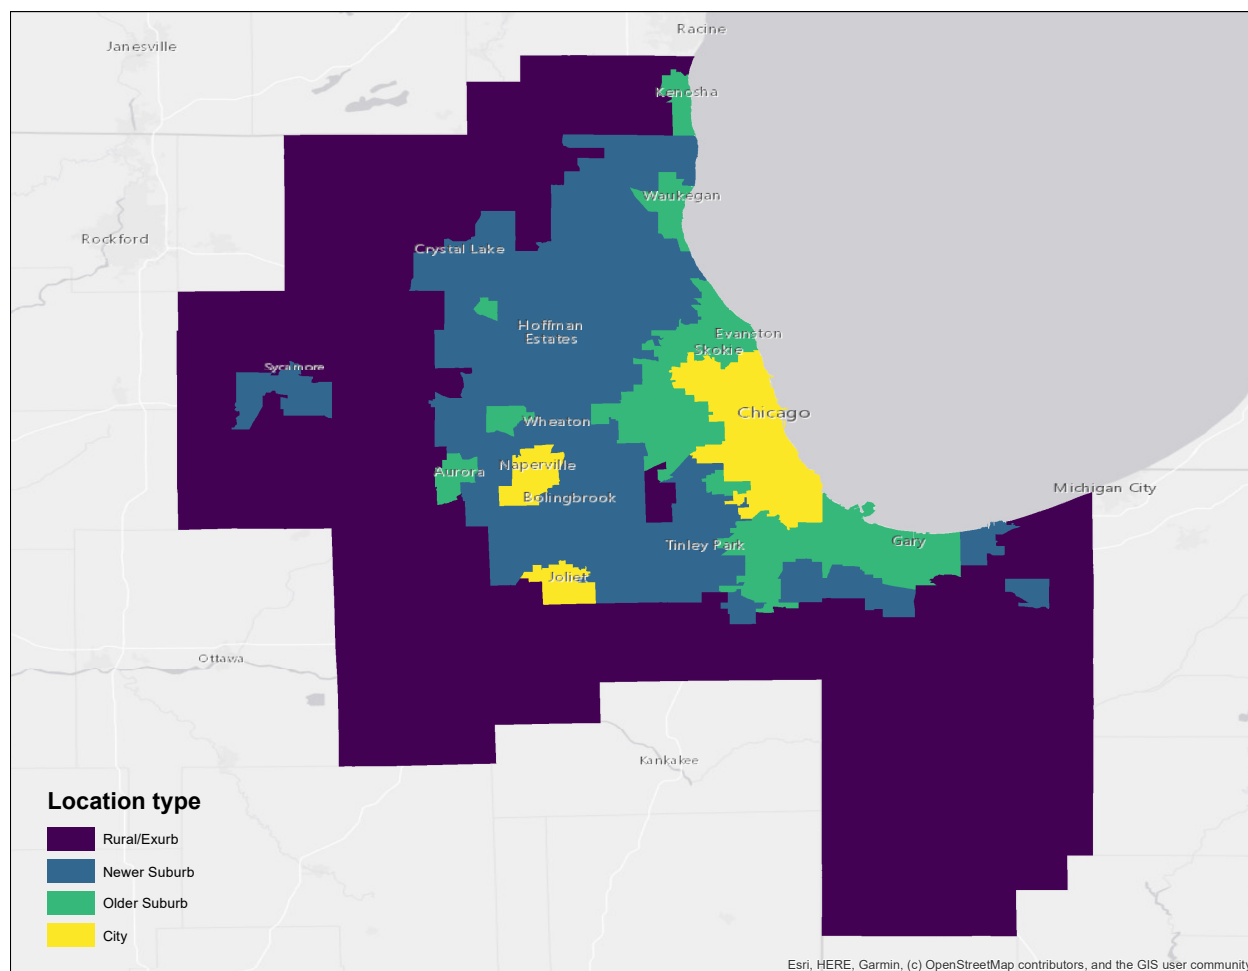 Racine
Janesville
Kenosha
Waukegan
Rockford
Crystal Lake
Hoffman
Estates
Evanston
Skokie
Sycamore
Chicago
Wheaton
Naperville
Aurora
Bolingbrook
Michigan City
Tinley Park
Gary
Joliet
Ottawa
Kankakee
Location type
Rural/Exurb
Newer Suburb
Older Suburb
City
Esri, HERE, Garmin, (c) OpenStreetMap contributors, and the GIS user community